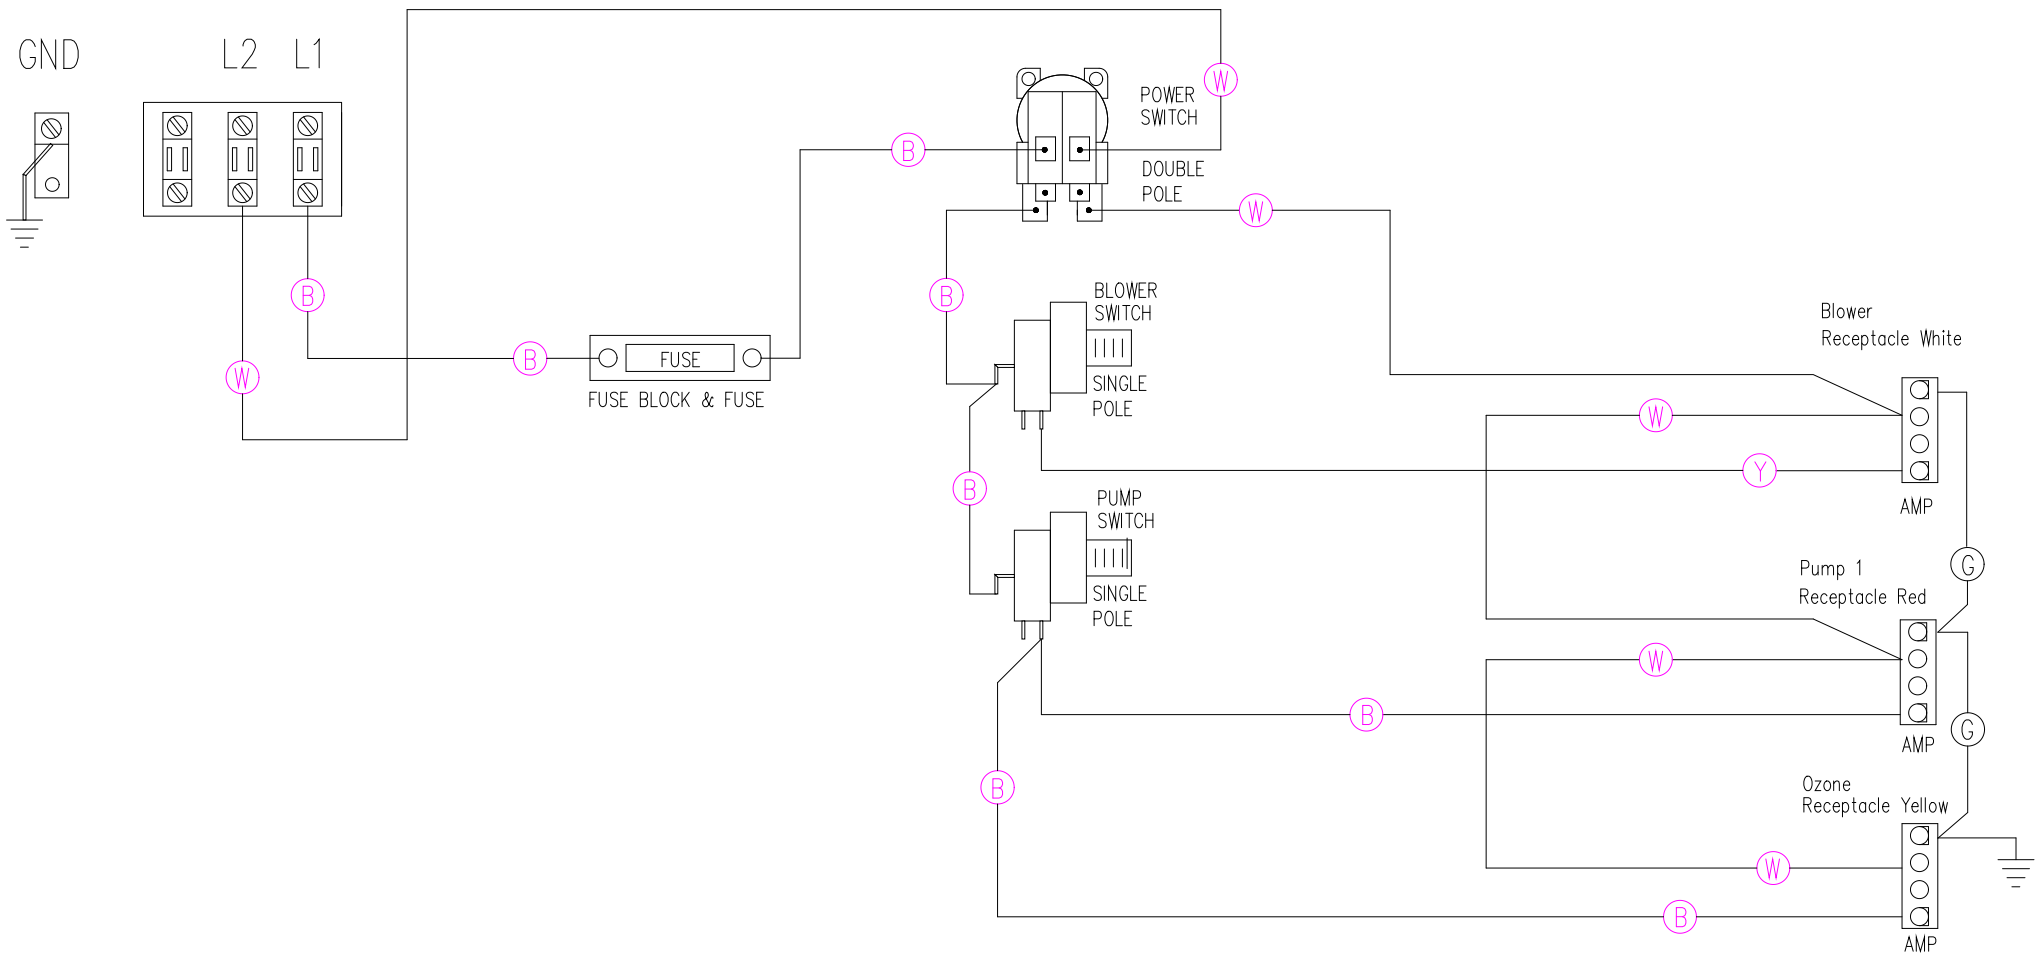 GND
L2
L1
W
POWER
SWITCH
B
DOUBLE
POLE
W
B
B
BLOWER
SWITCH
Blower
Receptacle White
B
FUSE
W
SINGLE
POLE
FUSE BLOCK & FUSE
W
Y
B
PUMP
SWITCH
AMP
G
Pump 1
Receptacle Red
SINGLE
POLE
W
B
G
AMP
B
Ozone
Receptacle Yellow
W
B
AMP